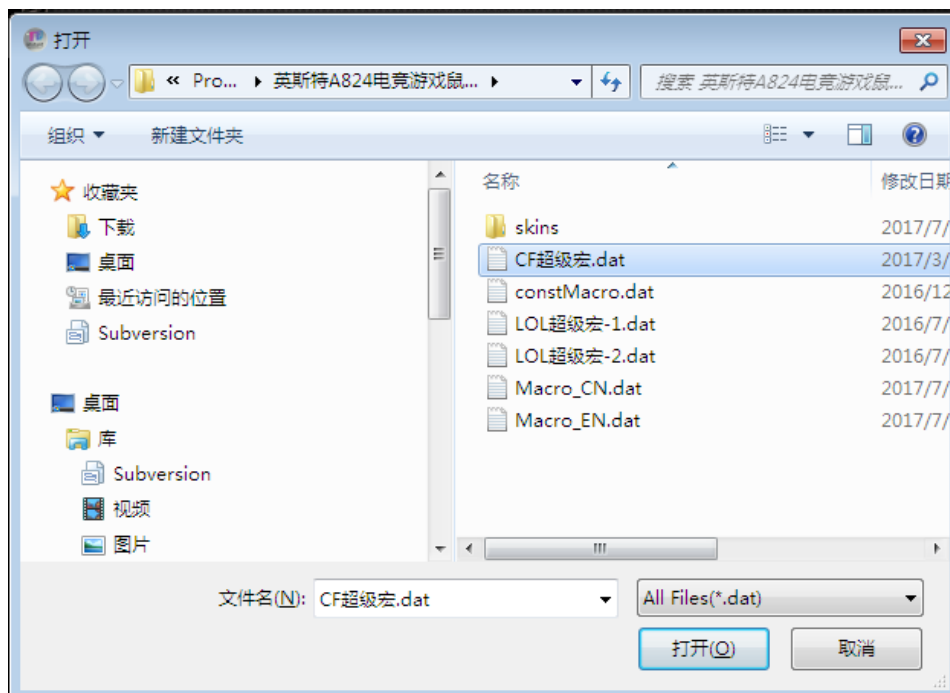 打开
« Pro... 英斯特A824电竞游戏鼠...
搜索 英斯特A824电竞游戏鼠...
组织 新建文件夹
收藏夹
下载
桌面
最近访问的位置
Subversion
桌面
库
Subversion
视频
图片
名称 修改日期
skins 2017/7/
CF超级宏.dat 2017/3/
constMacro.dat 2016/12
LOL超级宏-1.dat 2016/7/
LOL超级宏-2.dat 2016/7/
Macro_CN.dat 2017/7/
Macro_EN.dat 2017/7/
文件名(N): CF超级宏.dat All Files(*.dat)
打开(O) 取消